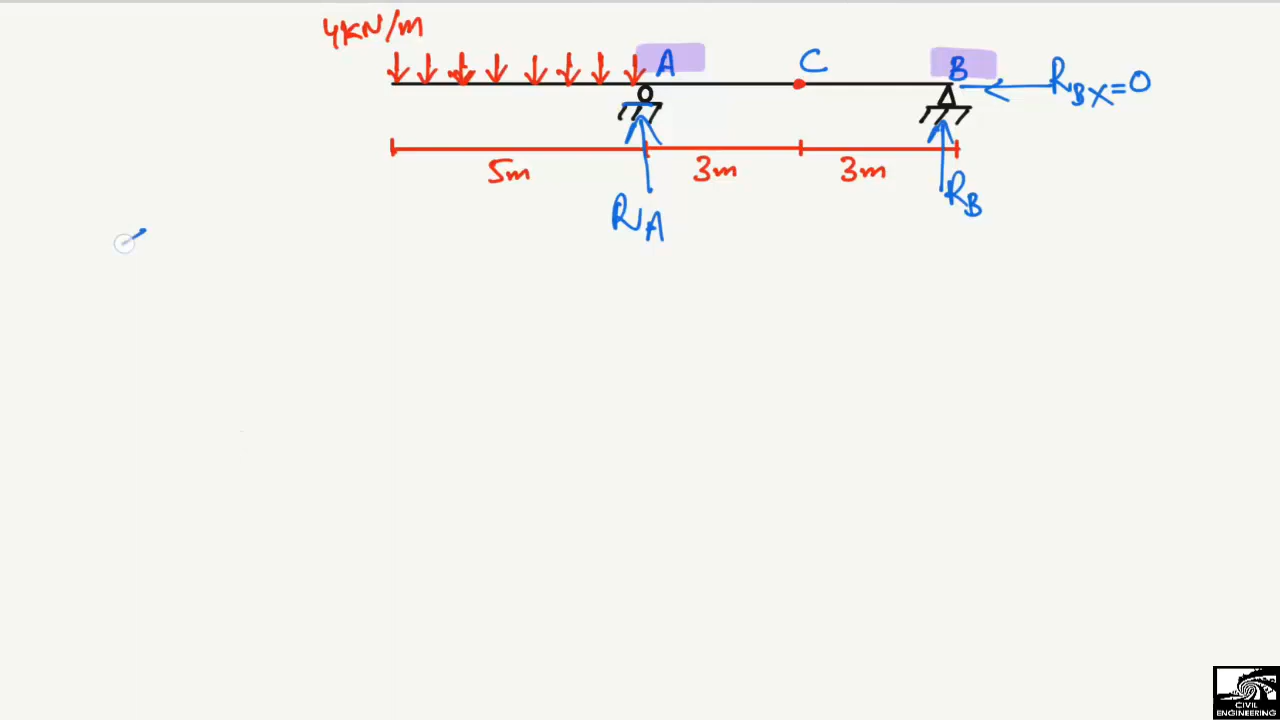 4KN/m
A
C
B
R_BX=0
5m
3m
3m
R_A
R_B
CIVIL
ENGINEERING